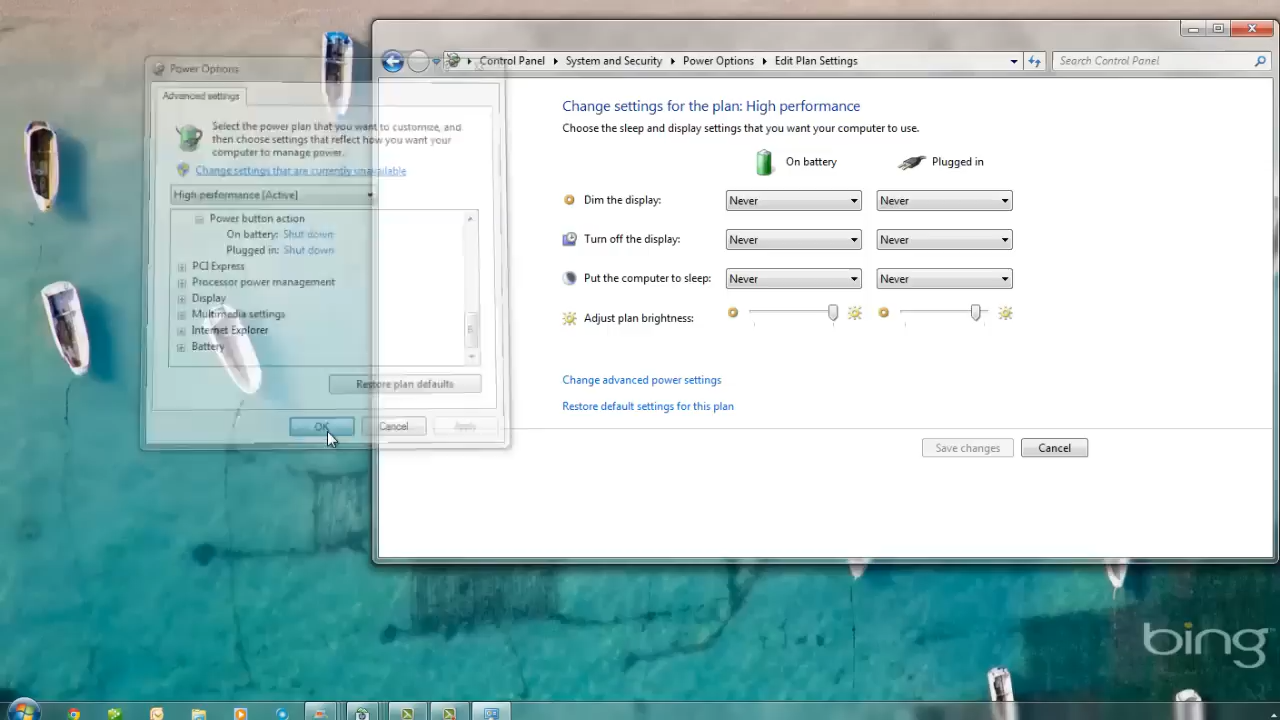 Control Panel
System and Security
Power Options
Edit Plan Settings
Search Control Panel
Power Options
Advanced settings
Select the power plan that you want to customize, and
then choose settings that reflect how you want your
computer to manage power.
Change settings that are currently unavailable
High performance [Active]
Power button action
On battery: Shut down
Plugged in: Shut down
PCI Express
Processor power management
Display
Multimedia settings
Internet Explorer
Battery
Restore plan defaults
OK
Cancel
Apply
Change settings for the plan: High performance
Choose the sleep and display settings that you want your computer to use.
On battery
Plugged in
Dim the display:
Never
Never
Turn off the display:
Never
Never
Put the computer to sleep:
Never
Never
Adjust plan brightness:
Change advanced power settings
Restore default settings for this plan
Save changes
Cancel
bing